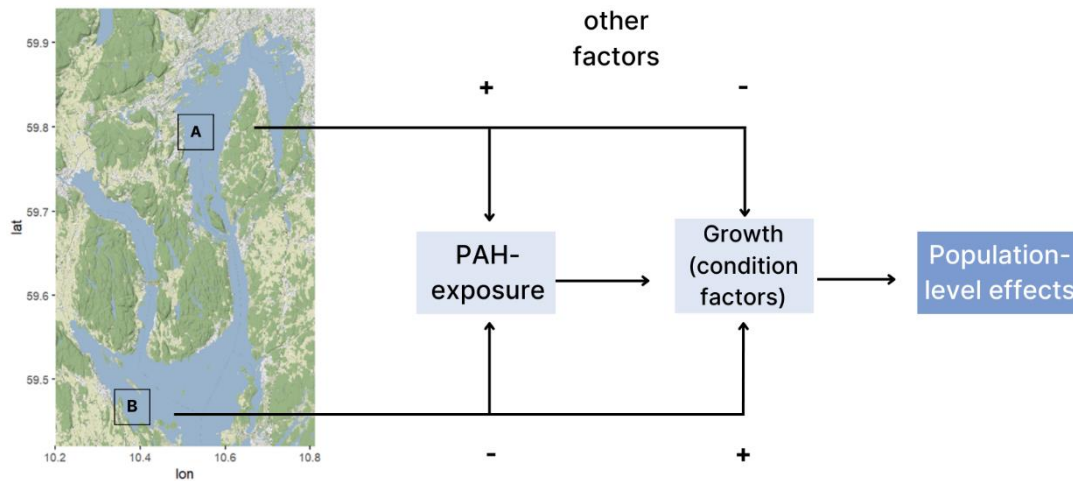 other
factors
+ -
59.9
59.8
59.7
59.6
59.5
lat
A
B
10.2 10.4 10.6 10.8
lon
PAH-
exposure
Growth
(condition
factors)
Population-
level effects
- +